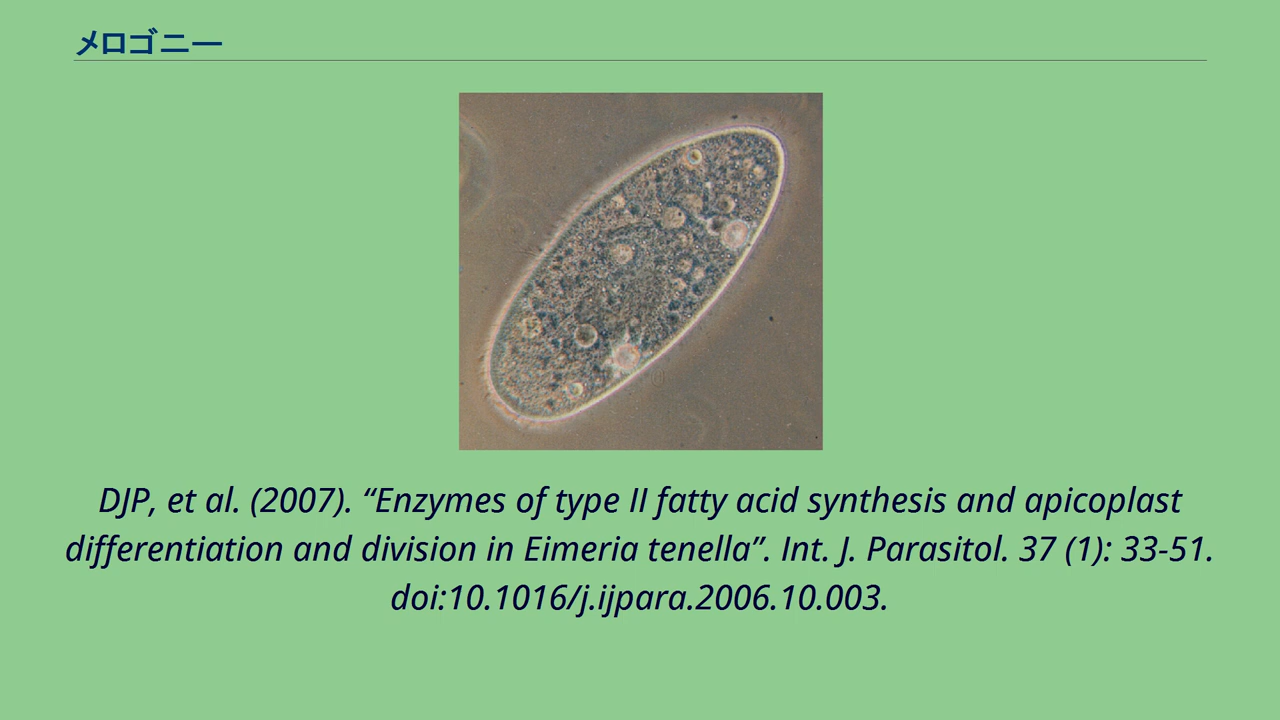 メロゴニー
DJP, et al. (2007). “Enzymes of type II fatty acid synthesis and apicoplast
differentiation and division in Eimeria tenella”. Int. J. Parasitol. 37 (1): 33-51.
doi:10.1016/j.ijpara.2006.10.003.